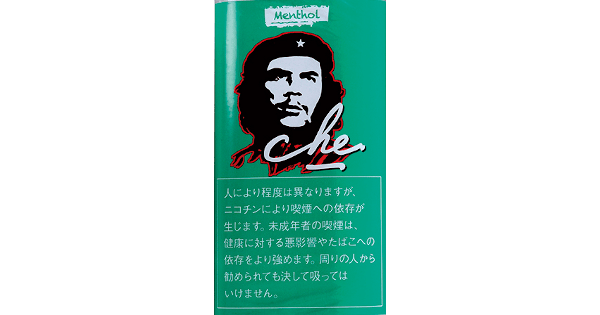 Menthol
che
人により程度は異なりますが、
ニコチンにより喫煙への依存が
生じます。未成年者の喫煙は、
健康に対する悪影響やたばこへの
依存をより強めます。周りの人から
勧められても決して吸っては
いけません。